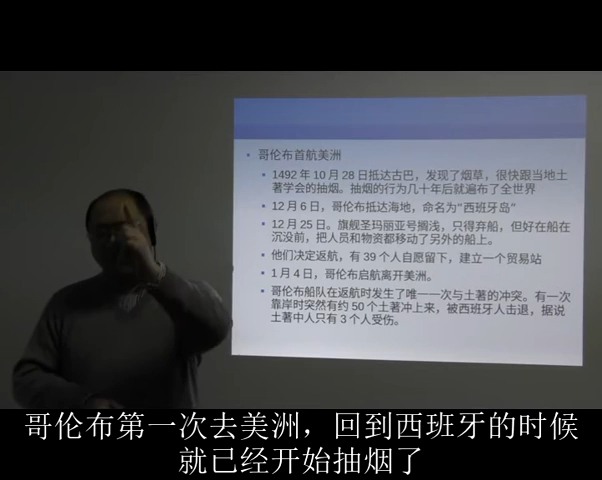 哥伦布首航美洲
1492 年 10 月 28 日抵达古巴，发现了烟草，很快跟当地土
著学会的抽烟。抽烟的行为几十年后就遍布了全世界
12 月 6 日，哥伦布抵达海地，命名为“西班牙岛”
12 月 25 日。旗舰圣玛丽亚号搁浅，只得弃船，但好在船在
沉没前，把人员和物资都移动了另外的船上。
他们决定返航，有 39 个人自愿留下，建立一个贸易站
1 月 4 日，哥伦布启航离开美洲。
哥伦布船队在返航时发生了唯一一次与土著的冲突。有一次
靠岸时突然有约 50 个土著冲上来，被西班牙人击退，据说
土著中人只有 3 个人受伤。
哥伦布第一次去美洲，回到西班牙的时候
就已经开始抽烟了